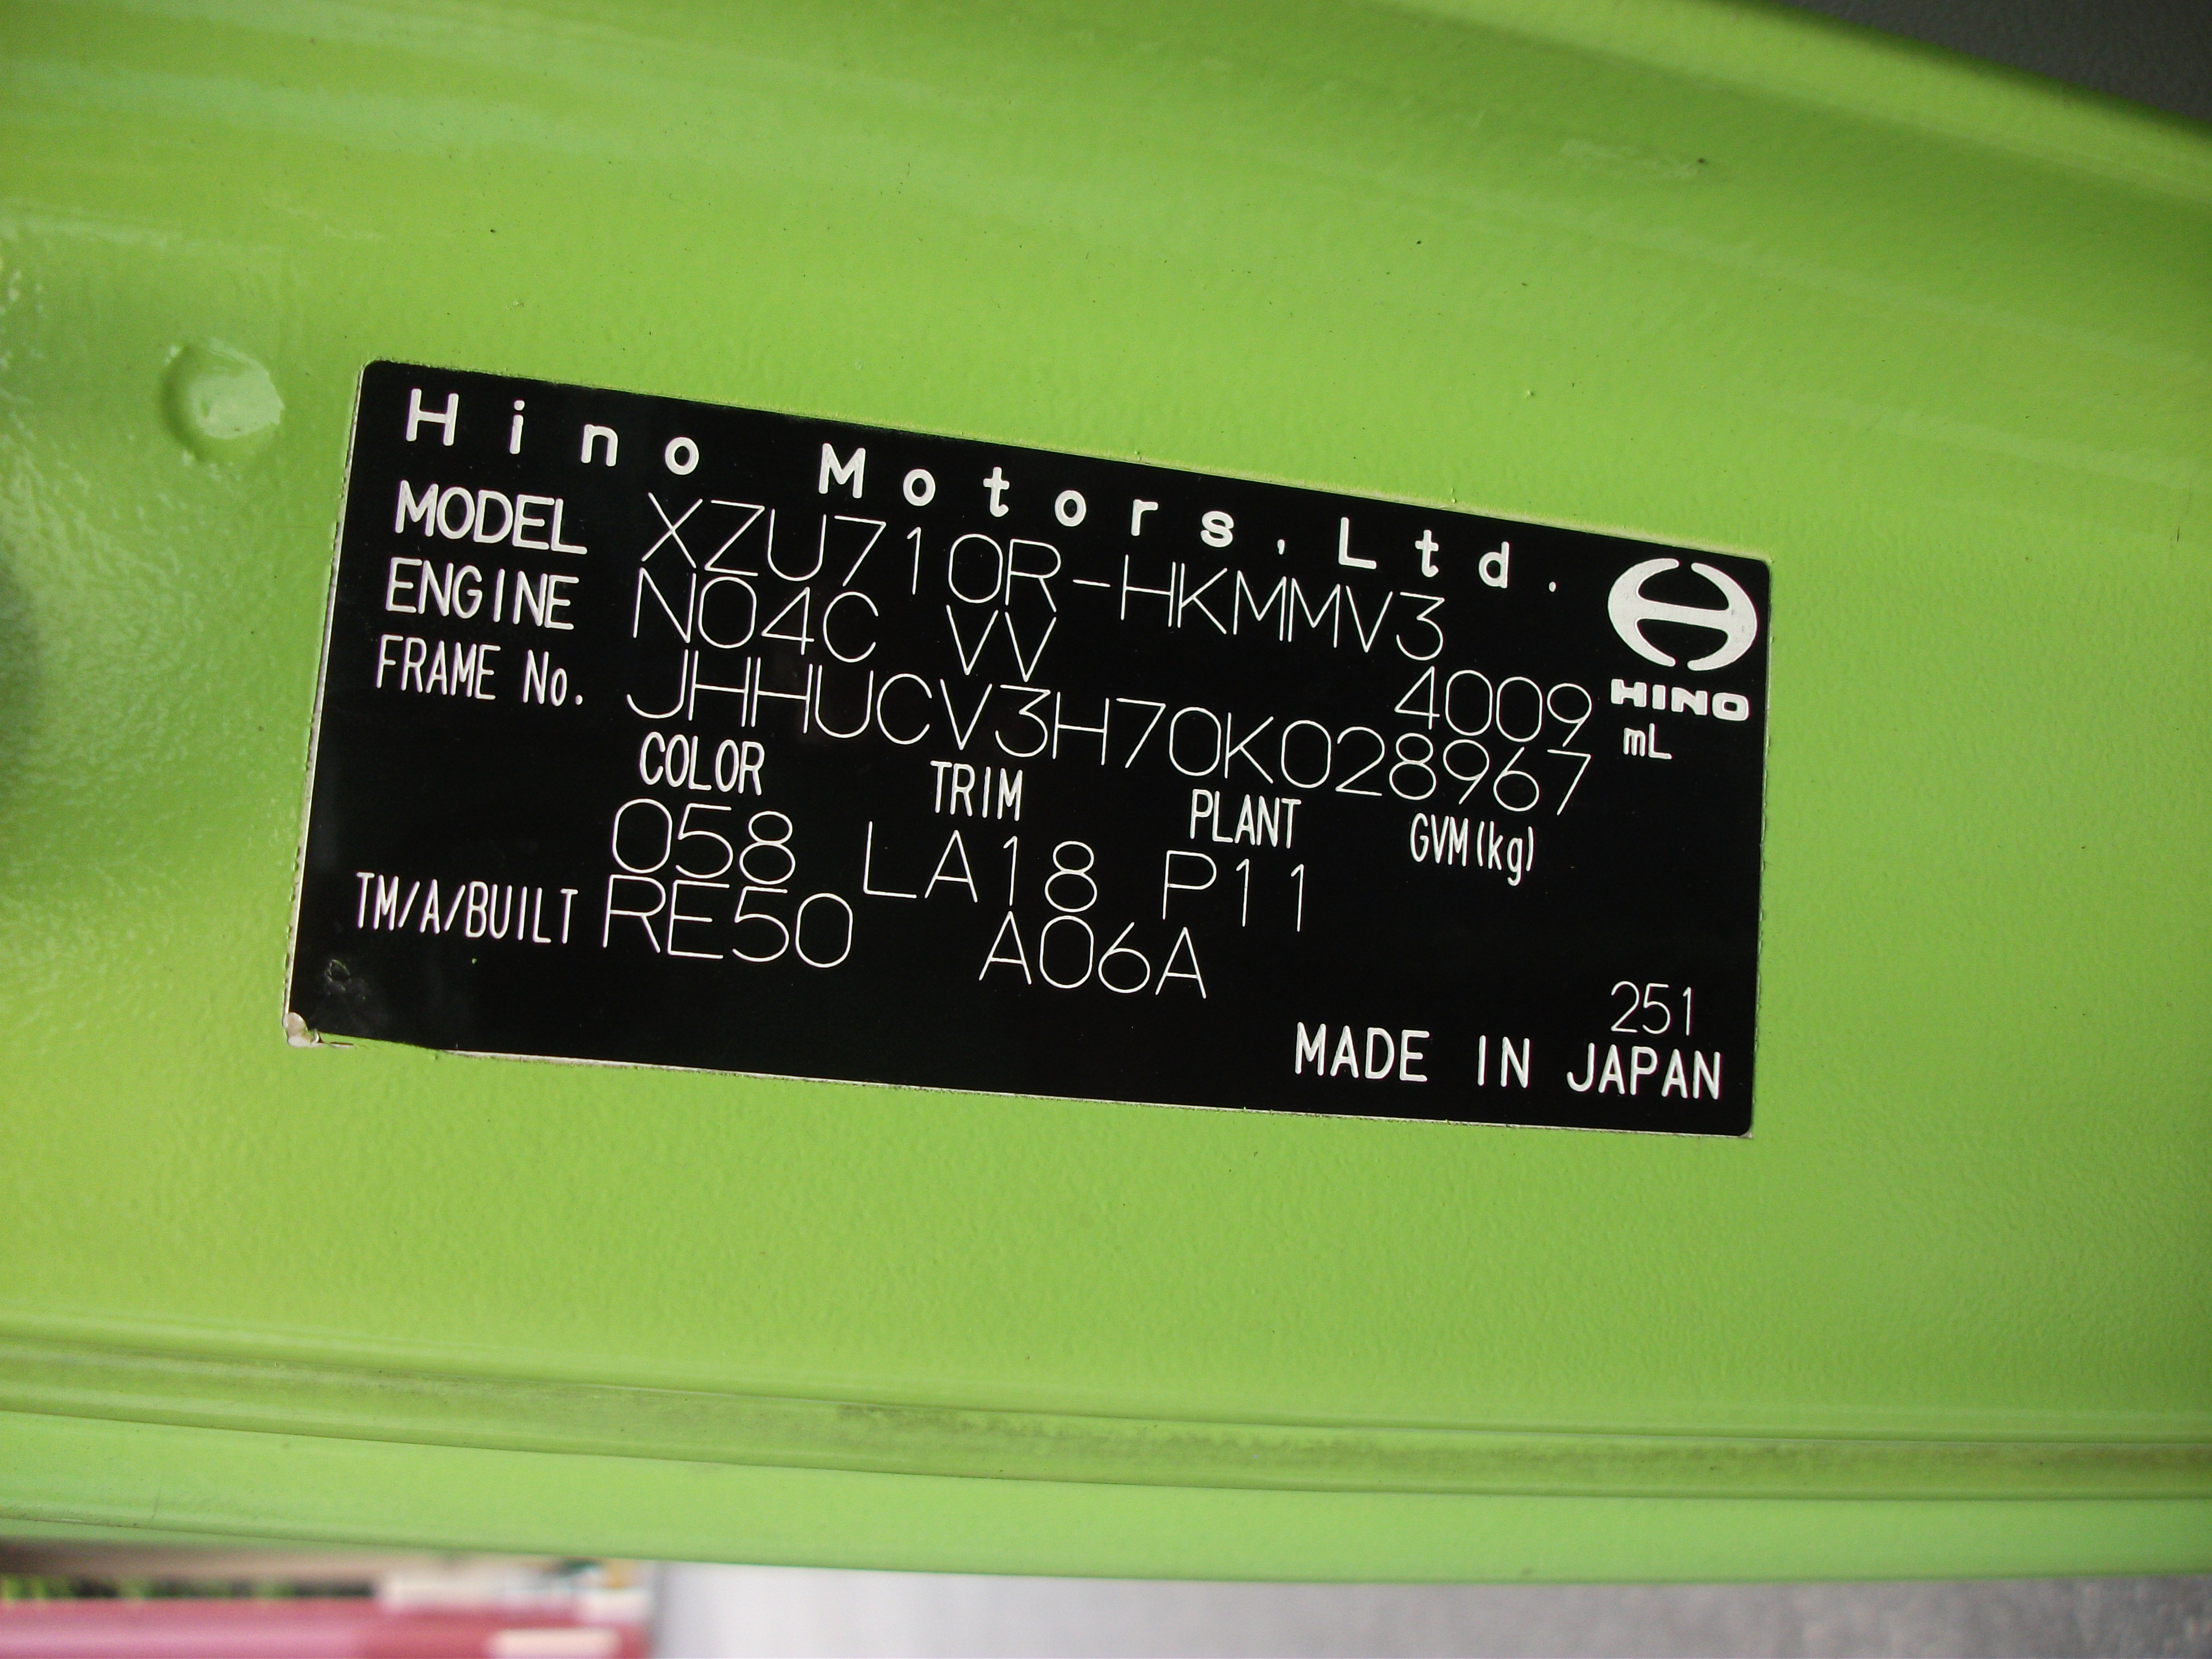 Hino Motors,Ltd.
MODEL XZU710R-HKMMV3
HINO
ENGINE N04C VV 4009 mL
FRAME No. JHHUCV3H70K028967
COLOR TRIM PLANT GVM(kg)
058 LA18 P11
TM/A/BUILT RE50 A06A
251
MADE IN JAPAN